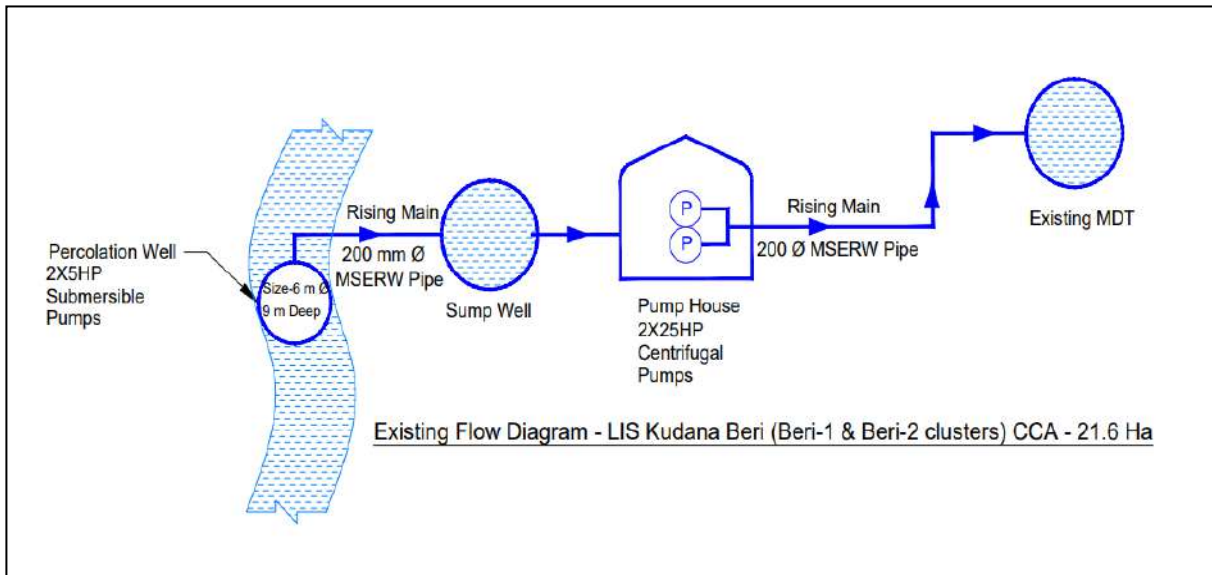 Percolation Well
2X5HP
Submersible
Pumps
Size-6 m Ø
9 m Deep
Rising Main
200 mm Ø
MSERW Pipe
Sump Well
P
P
Pump House
2X25HP
Centrifugal
Pumps
Rising Main
200 Ø MSERW Pipe
Existing MDT
Existing Flow Diagram - LIS Kudana Beri (Beri-1 & Beri-2 clusters) CCA - 21.6 Ha